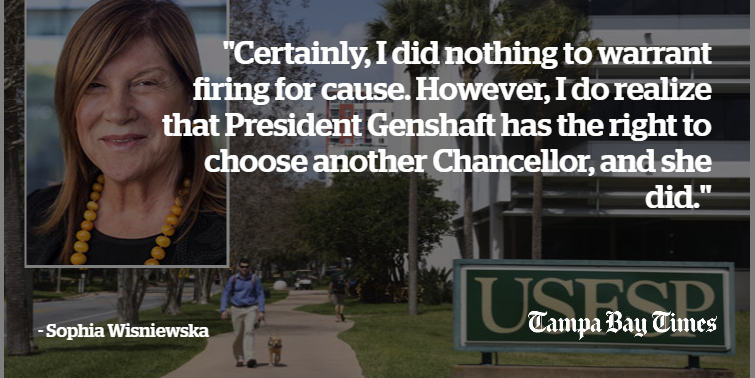 "Certainly, I did nothing to warrant
firing for cause. However, I do realize
that President Genshaft has the right to
choose another Chancellor, and she
did."
- Sophia Wisniewska
USFSP
Tampa Bay Times